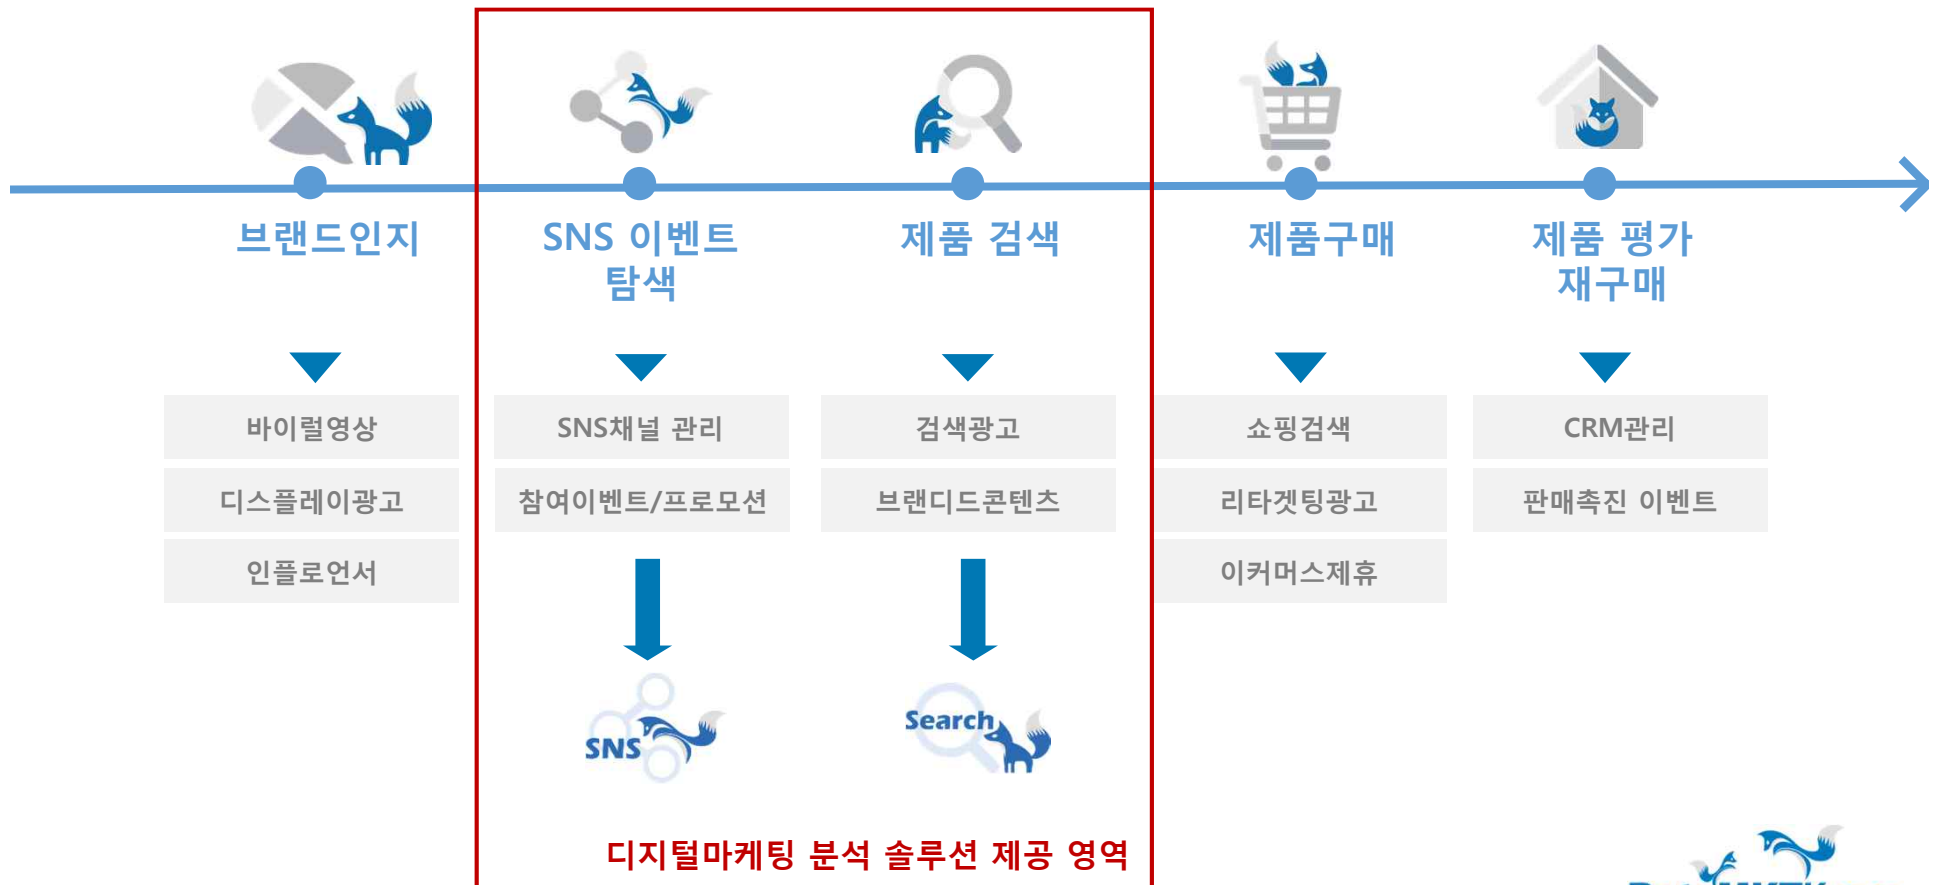 브랜드인지
SNS 이벤트
탐색
제품 검색
제품구매
제품 평가
재구매
바이럴영상
디스플레이광고
인플로언서
SNS채널 관리
참여이벤트/프로모션
검색광고
브랜디드콘텐츠
쇼핑검색
리타겟팅광고
이커머스제휴
CRM관리
판매촉진 이벤트
SNS
Search
디지털마케팅 분석 솔루션 제공 영역